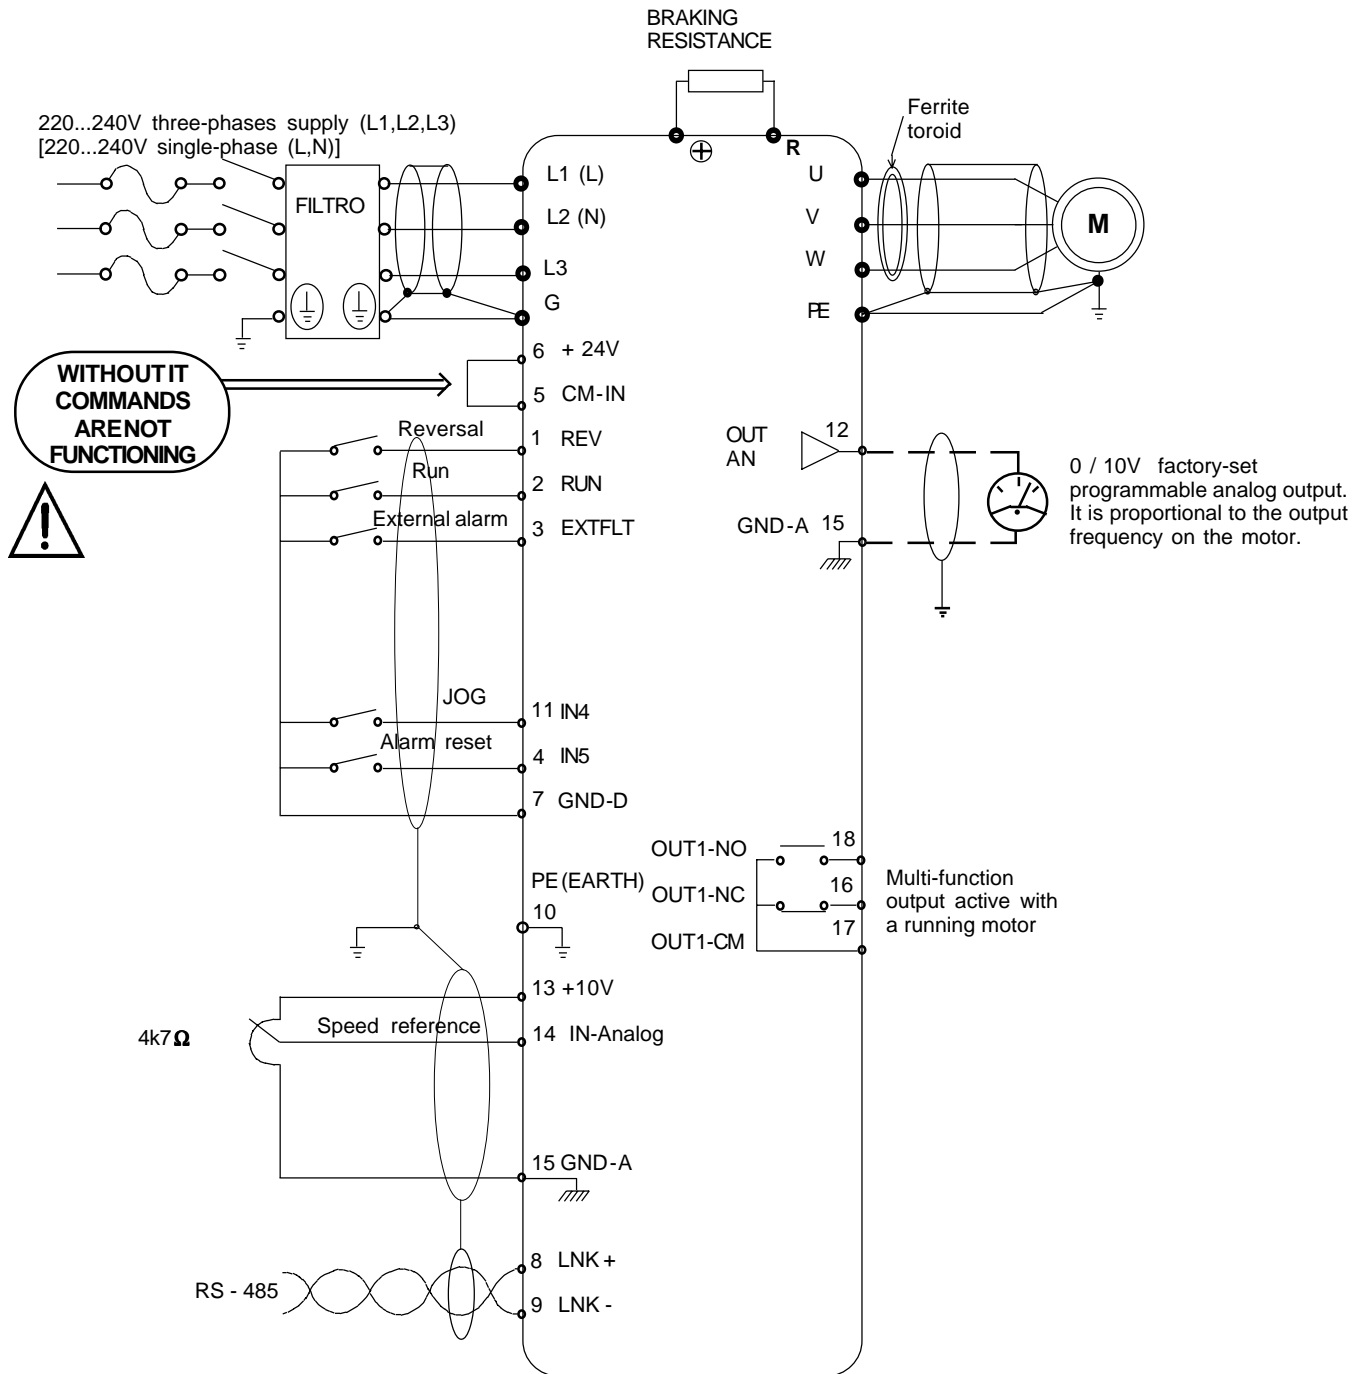 BRAKING
RESISTANCE
220...240V three-phases supply (L1,L2,L3)
[220...240V single-phase (L,N)]
Ferrite
toroid
R
FILTRO
L1 (L)
L2 (N)
L3
G
U
V
W
PE
M
WITHOUT IT
COMMANDS
ARE NOT
FUNCTIONING
6 + 24V
5 CM-IN
Reversal
1 REV
Run
2 RUN
External alarm
3 EXTFLT
OUT
AN
12
GND-A 15
0 / 10V factory-set
programmable analog output.
It is proportional to the output
frequency on the motor.
JOG
11 IN4
Alarm reset
4 IN5
7 GND-D
PE (EARTH)
10
OUT1-NO
18
OUT1-NC
16
OUT1-CM
17
Multi-function
output active with
a running motor
13 +10V
4k7Ω
Speed reference
14 IN-Analog
15 GND-A
RS - 485
8 LNK +
9 LNK -